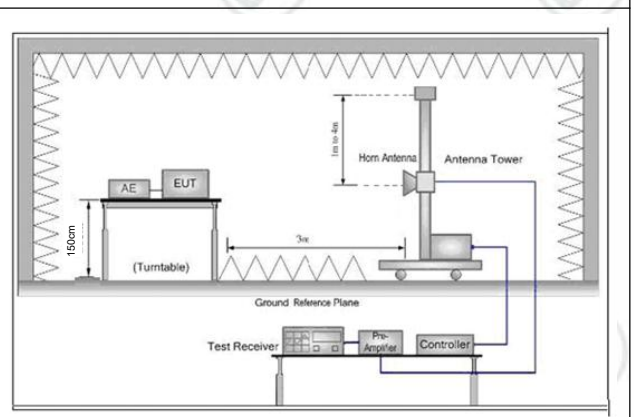 1m to 4m
Horn Antenna
Antenna Tower
AE
EUT
150cm
(Turntable)
3m
Ground Reference Plane
Test Receiver
Pre-
Amplifier
Controller